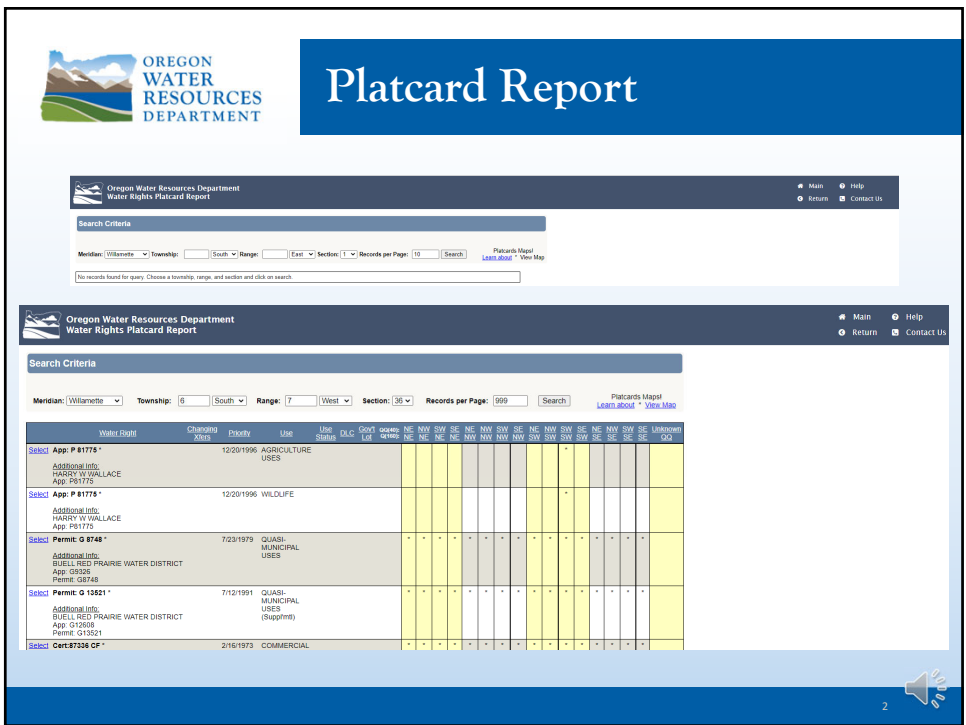 OREGON
WATER
RESOURCES
DEPARTMENT
Platcard Report
Oregon Water Resources Department
Water Rights Platcard Report
Main Help
Return Contact Us
Search Criteria
Meridian: Willamette Township: South Range: East Section: 1 Records per Page: 10 Search
Platcards Maps!
Learn about * View Map
No records found for query. Choose a township, range, and section and click on search.
Oregon Water Resources Department
Water Rights Platcard Report
Main Help
Return Contact Us
Search Criteria
Meridian: Willamette Township: 6 South Range: 7 West Section: 36 Records per Page: 999 Search
Platcards Maps!
Learn about * View Map
Water Right Changing Xfers Priority Use Use Status DLC Gov't Lot QQ(40): NE NW SW SE NE NW SW SE NE NW SW SE NE NW SW SE Unknown
Q(160): NE NE NE NE NW NW NW NW SW SW SW SW SE SE SE SE QQ
Select App: P 81775 * 12/20/1996 AGRICULTURE *
USES
Additional Info:
HARRY W WALLACE
App: P81775
Select App: P 81775 * 12/20/1996 WILDLIFE *
Additional Info:
HARRY W WALLACE
App: P81775
Select Permit: G 8748 * 7/23/1979 QUASI- * * * * * * * * * * * * * * * *
MUNICIPAL
USES
Additional Info:
BUELL RED PRAIRIE WATER DISTRICT
App: G9326
Permit: G8748
Select Permit: G 13521 * 7/12/1991 QUASI- * * * * * * * * * * * * * * * *
MUNICIPAL
USES
(Suppl'mtl)
Additional Info:
BUELL RED PRAIRIE WATER DISTRICT
App: G12608
Permit: G13521
Select Cert:87336 CF * 2/16/1973 COMMERCIAL * * * * * * * * * * * * * * * *
2